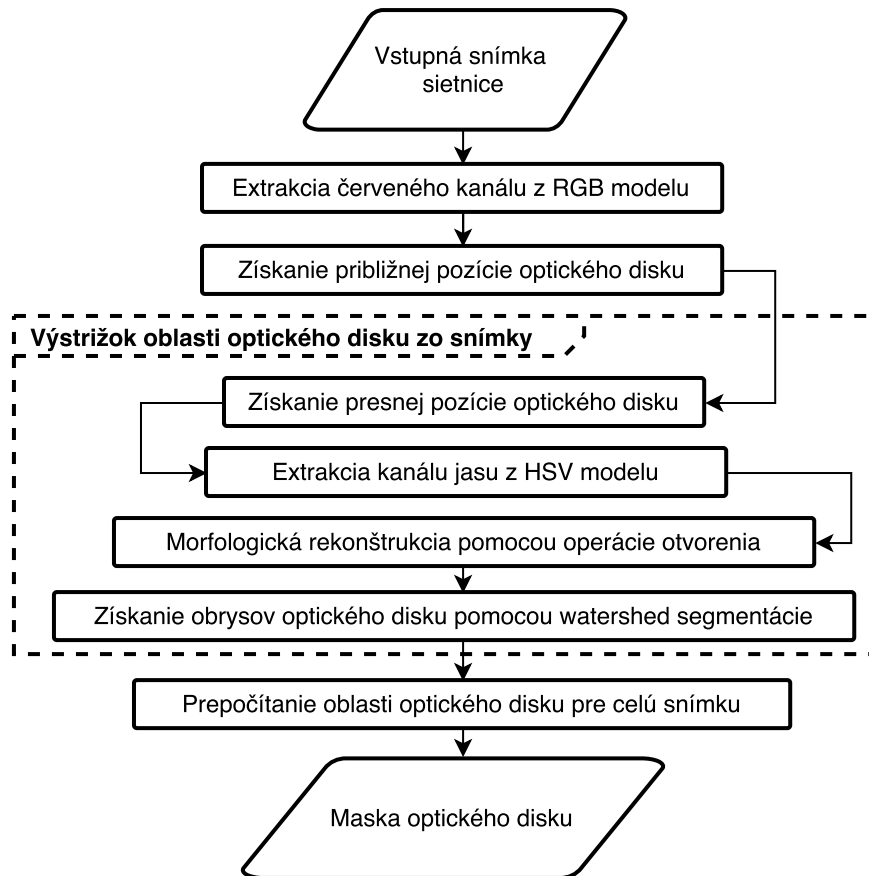 Vstupná snímka
sietnice
Extrakcia červeného kanálu z RGB modelu
Získanie približnej pozície optického disku
Výstrižok oblasti optického disku zo snímky
Získanie presnej pozície optického disku
Extrakcia kanálu jasu z HSV modelu
Morfologická rekonštrukcia pomocou operácie otvorenia
Získanie obrysov optického disku pomocou watershed segmentácie
Prepočítanie oblasti optického disku pre celú snímku
Maska optického disku